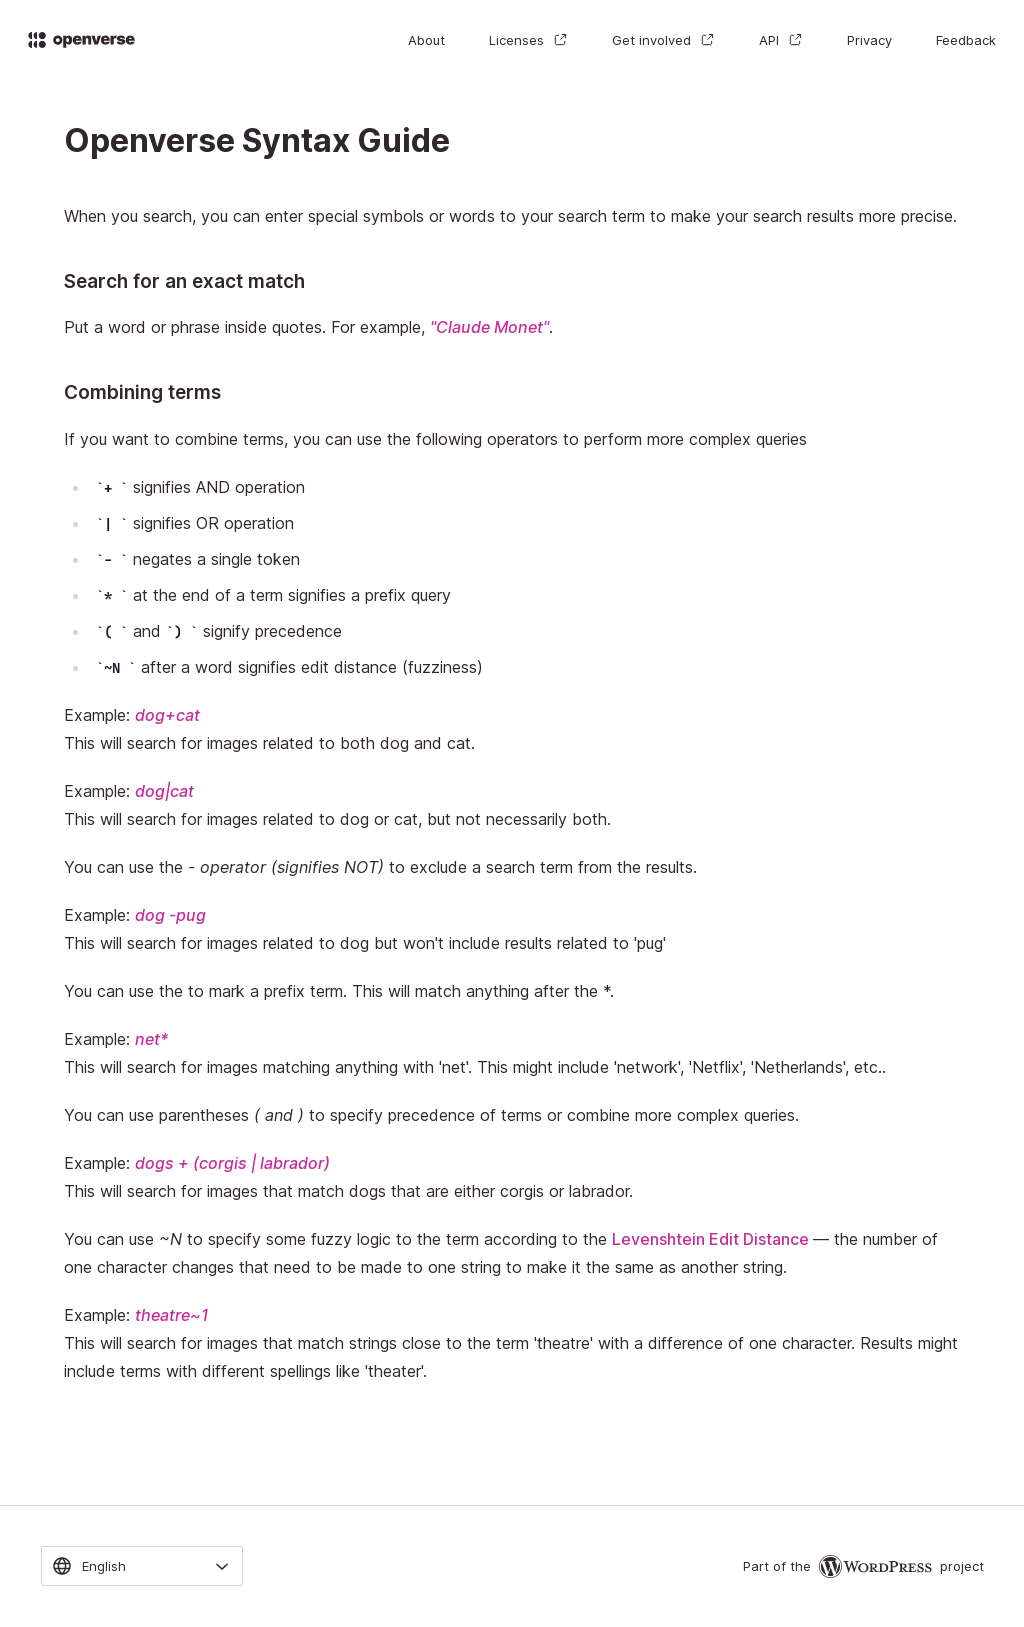 openverse
About
Licenses
Get involved
API
Privacy
Feedback
Openverse Syntax Guide
When you search, you can enter special symbols or words to your search term to make your search results more precise.
Search for an exact match
Put a word or phrase inside quotes. For example, "Claude Monet".
Combining terms
If you want to combine terms, you can use the following operators to perform more complex queries
`+ ` signifies AND operation
`| ` signifies OR operation
`- ` negates a single token
`* ` at the end of a term signifies a prefix query
`( ` and `) ` signify precedence
`~N ` after a word signifies edit distance (fuzziness)
Example: dog+cat
This will search for images related to both dog and cat.
Example: dog|cat
This will search for images related to dog or cat, but not necessarily both.
You can use the - operator (signifies NOT) to exclude a search term from the results.
Example: dog -pug
This will search for images related to dog but won't include results related to 'pug'
You can use the to mark a prefix term. This will match anything after the *.
Example: net*
This will search for images matching anything with 'net'. This might include 'network', 'Netflix', 'Netherlands', etc..
You can use parentheses ( and ) to specify precedence of terms or combine more complex queries.
Example: dogs + (corgis | labrador)
This will search for images that match dogs that are either corgis or labrador.
You can use ~N to specify some fuzzy logic to the term according to the Levenshtein Edit Distance — the number of
one character changes that need to be made to one string to make it the same as another string.
Example: theatre~1
This will search for images that match strings close to the term 'theatre' with a difference of one character. Results might
include terms with different spellings like 'theater'.
English
Part of the WORDPRESS project